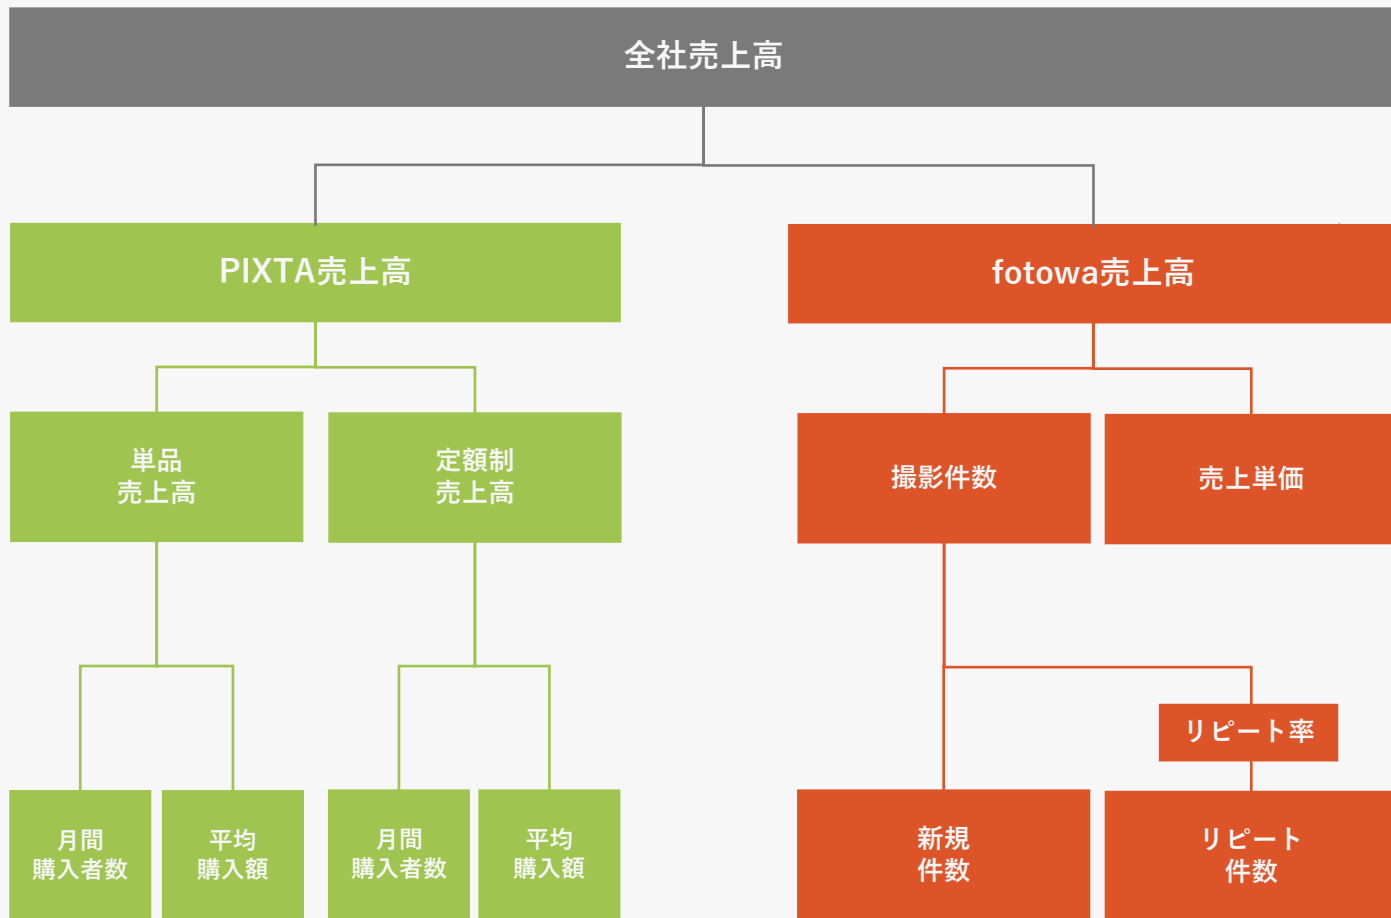 全社売上高
PIXTA売上高
fotowa売上高
単品
売上高
定額制
売上高
撮影件数
売上単価
リピート率
月間
購入者数
平均
購入額
月間
購入者数
平均
購入額
新規
件数
リピート
件数